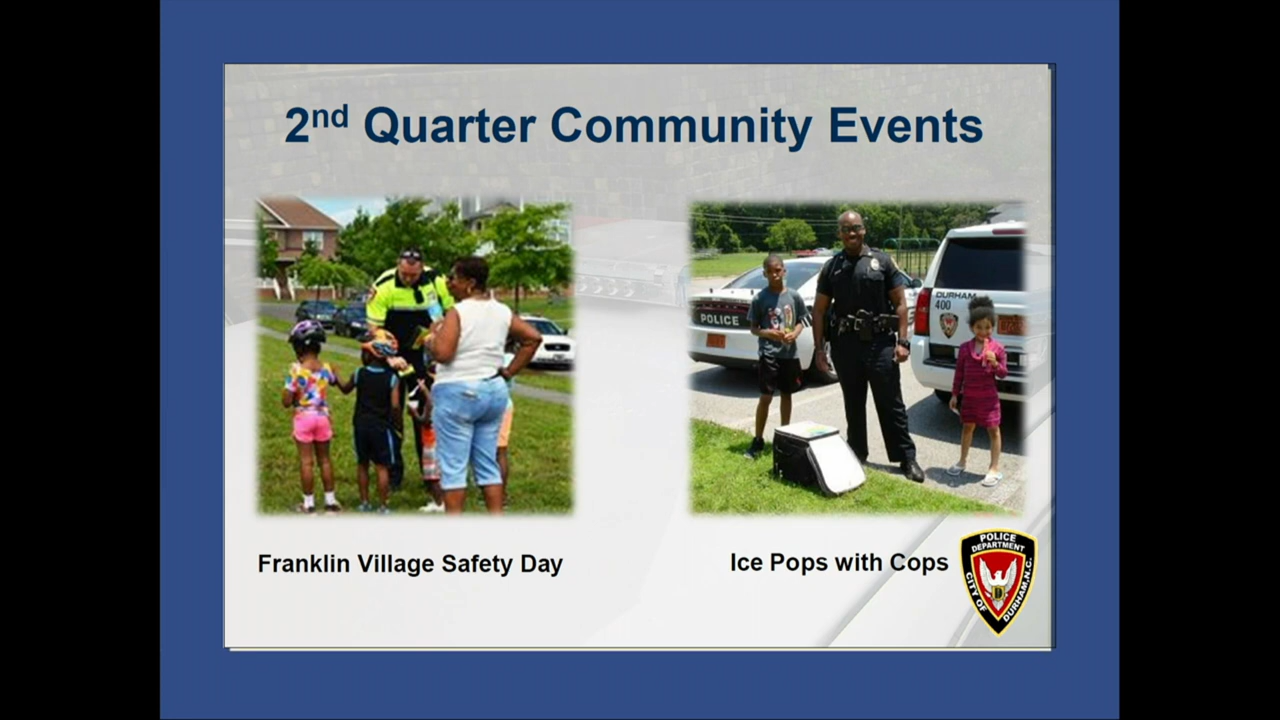 2nd Quarter Community Events
POLICE
DURHAM
400
Franklin Village Safety Day
Ice Pops with Cops
POLICE
DEPARTMENT
CITY OF
DURHAM, N.C.
D